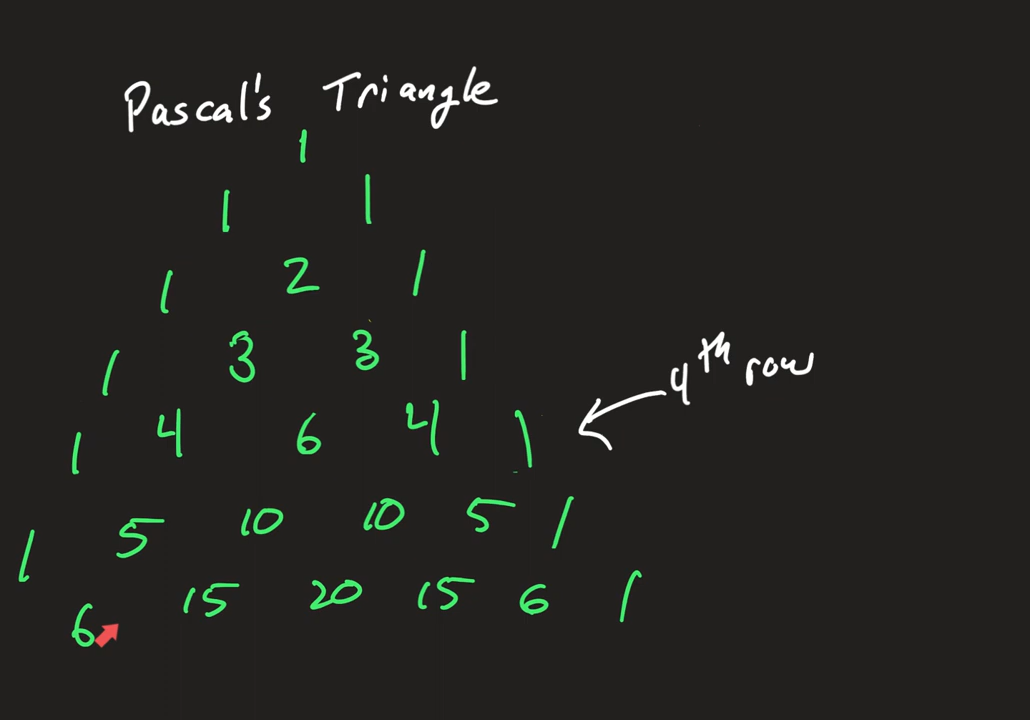 Pascal's Triangle
1
1 1
1 2 1
1 3 3 1
4th row
1 4 6 4 1
1 5 10 10 5 1
6 15 20 15 6 1